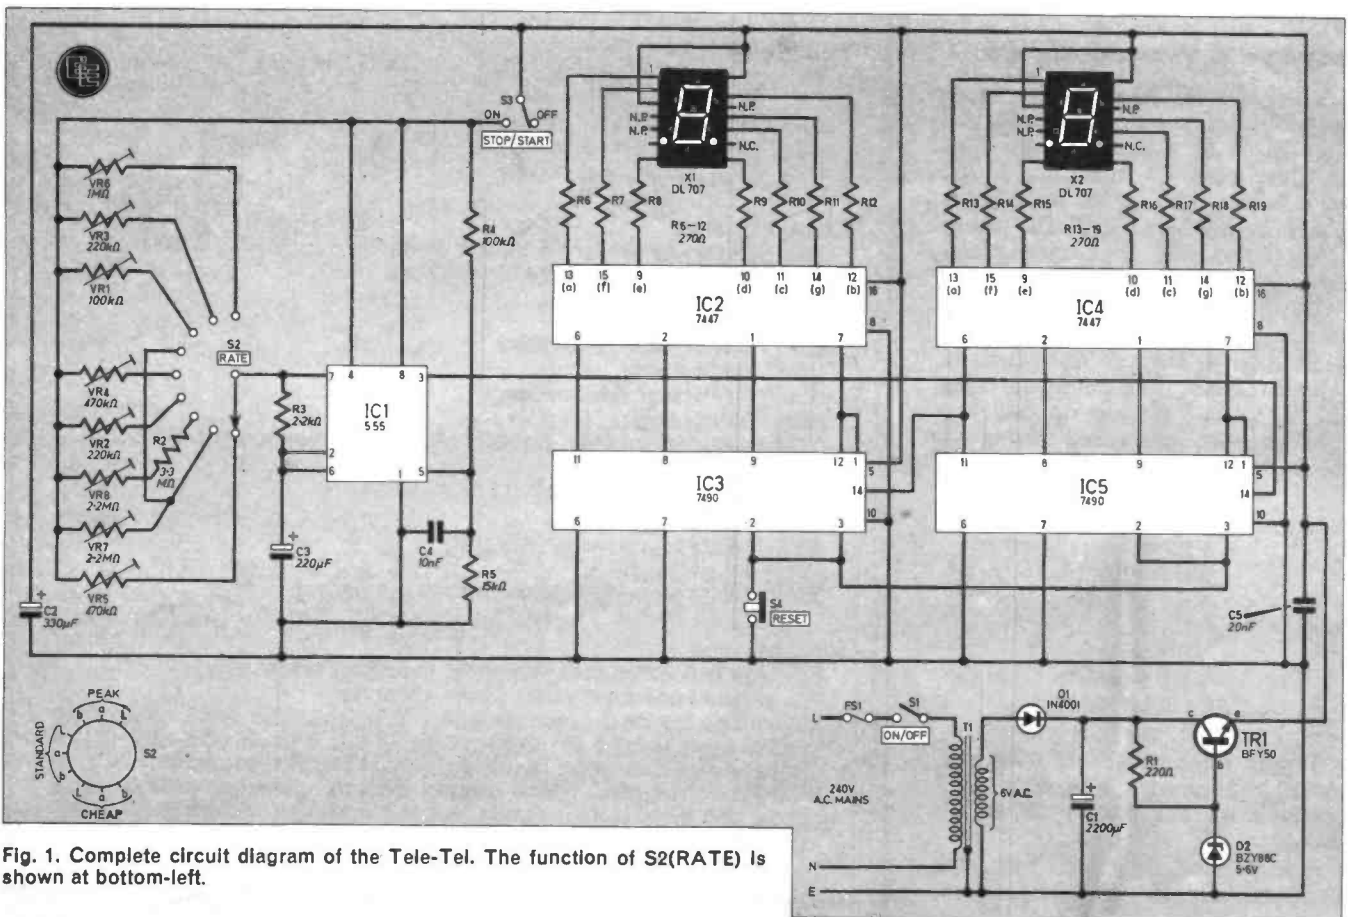 EE
S3
ON
OFF
STOP/START
VR6
1MΩ
VR3
220kΩ
VR1
100kΩ
VR4
470kΩ
VR2
220kΩ
VR8
2·2MΩ
VR7
2·2MΩ
VR5
470kΩ
R2
3·3
MΩ
S2
RATE
R3
2·2kΩ
7 4 8 3
IC1
555
2
6 1 5
R4
100kΩ
C3
220µF
C4
10nF
R5
15kΩ
C2
330µF
+
+
1
N.P.
N.P.
N.P.
N.C.
X1
DL707
R6
R7
R8
R9
R10
R11
R12
R6–12
270Ω
13 15 9 10 11 14 12
(a) (f) (e) (d) (c) (g) (b)
16
IC2
7447
8
6 2 1 7
11 8 9 12 1
5
IC3
7490
14
10
6 7 2 3
S4
RESET
1
N.P.
N.P.
N.P.
N.C.
X2
DL707
R13
R14
R15
R16
R17
R18
R19
R13–19
270Ω
13 15 9 10 11 14 12
(a) (f) (e) (d) (c) (g) (b)
16
IC4
7447
8
6 2 1 7
11 8 9 12 1
5
IC5
7490
14
10
6 7 2 3
C5
20nF
PEAK
b a L
STANDARD
L
a
b
S2
L a b
CHEAP
L
FS1
S1
ON/OFF
T1
240V
A.C. MAINS
6V A.C.
N
E
D1
IN4001
+
C1
2200µF
R1
220Ω
c e
b
TR1
BFY50
D2
BZY88C
5·6V
Fig. 1. Complete circuit diagram of the Tele-Tel. The function of S2(RATE) is
shown at bottom-left.